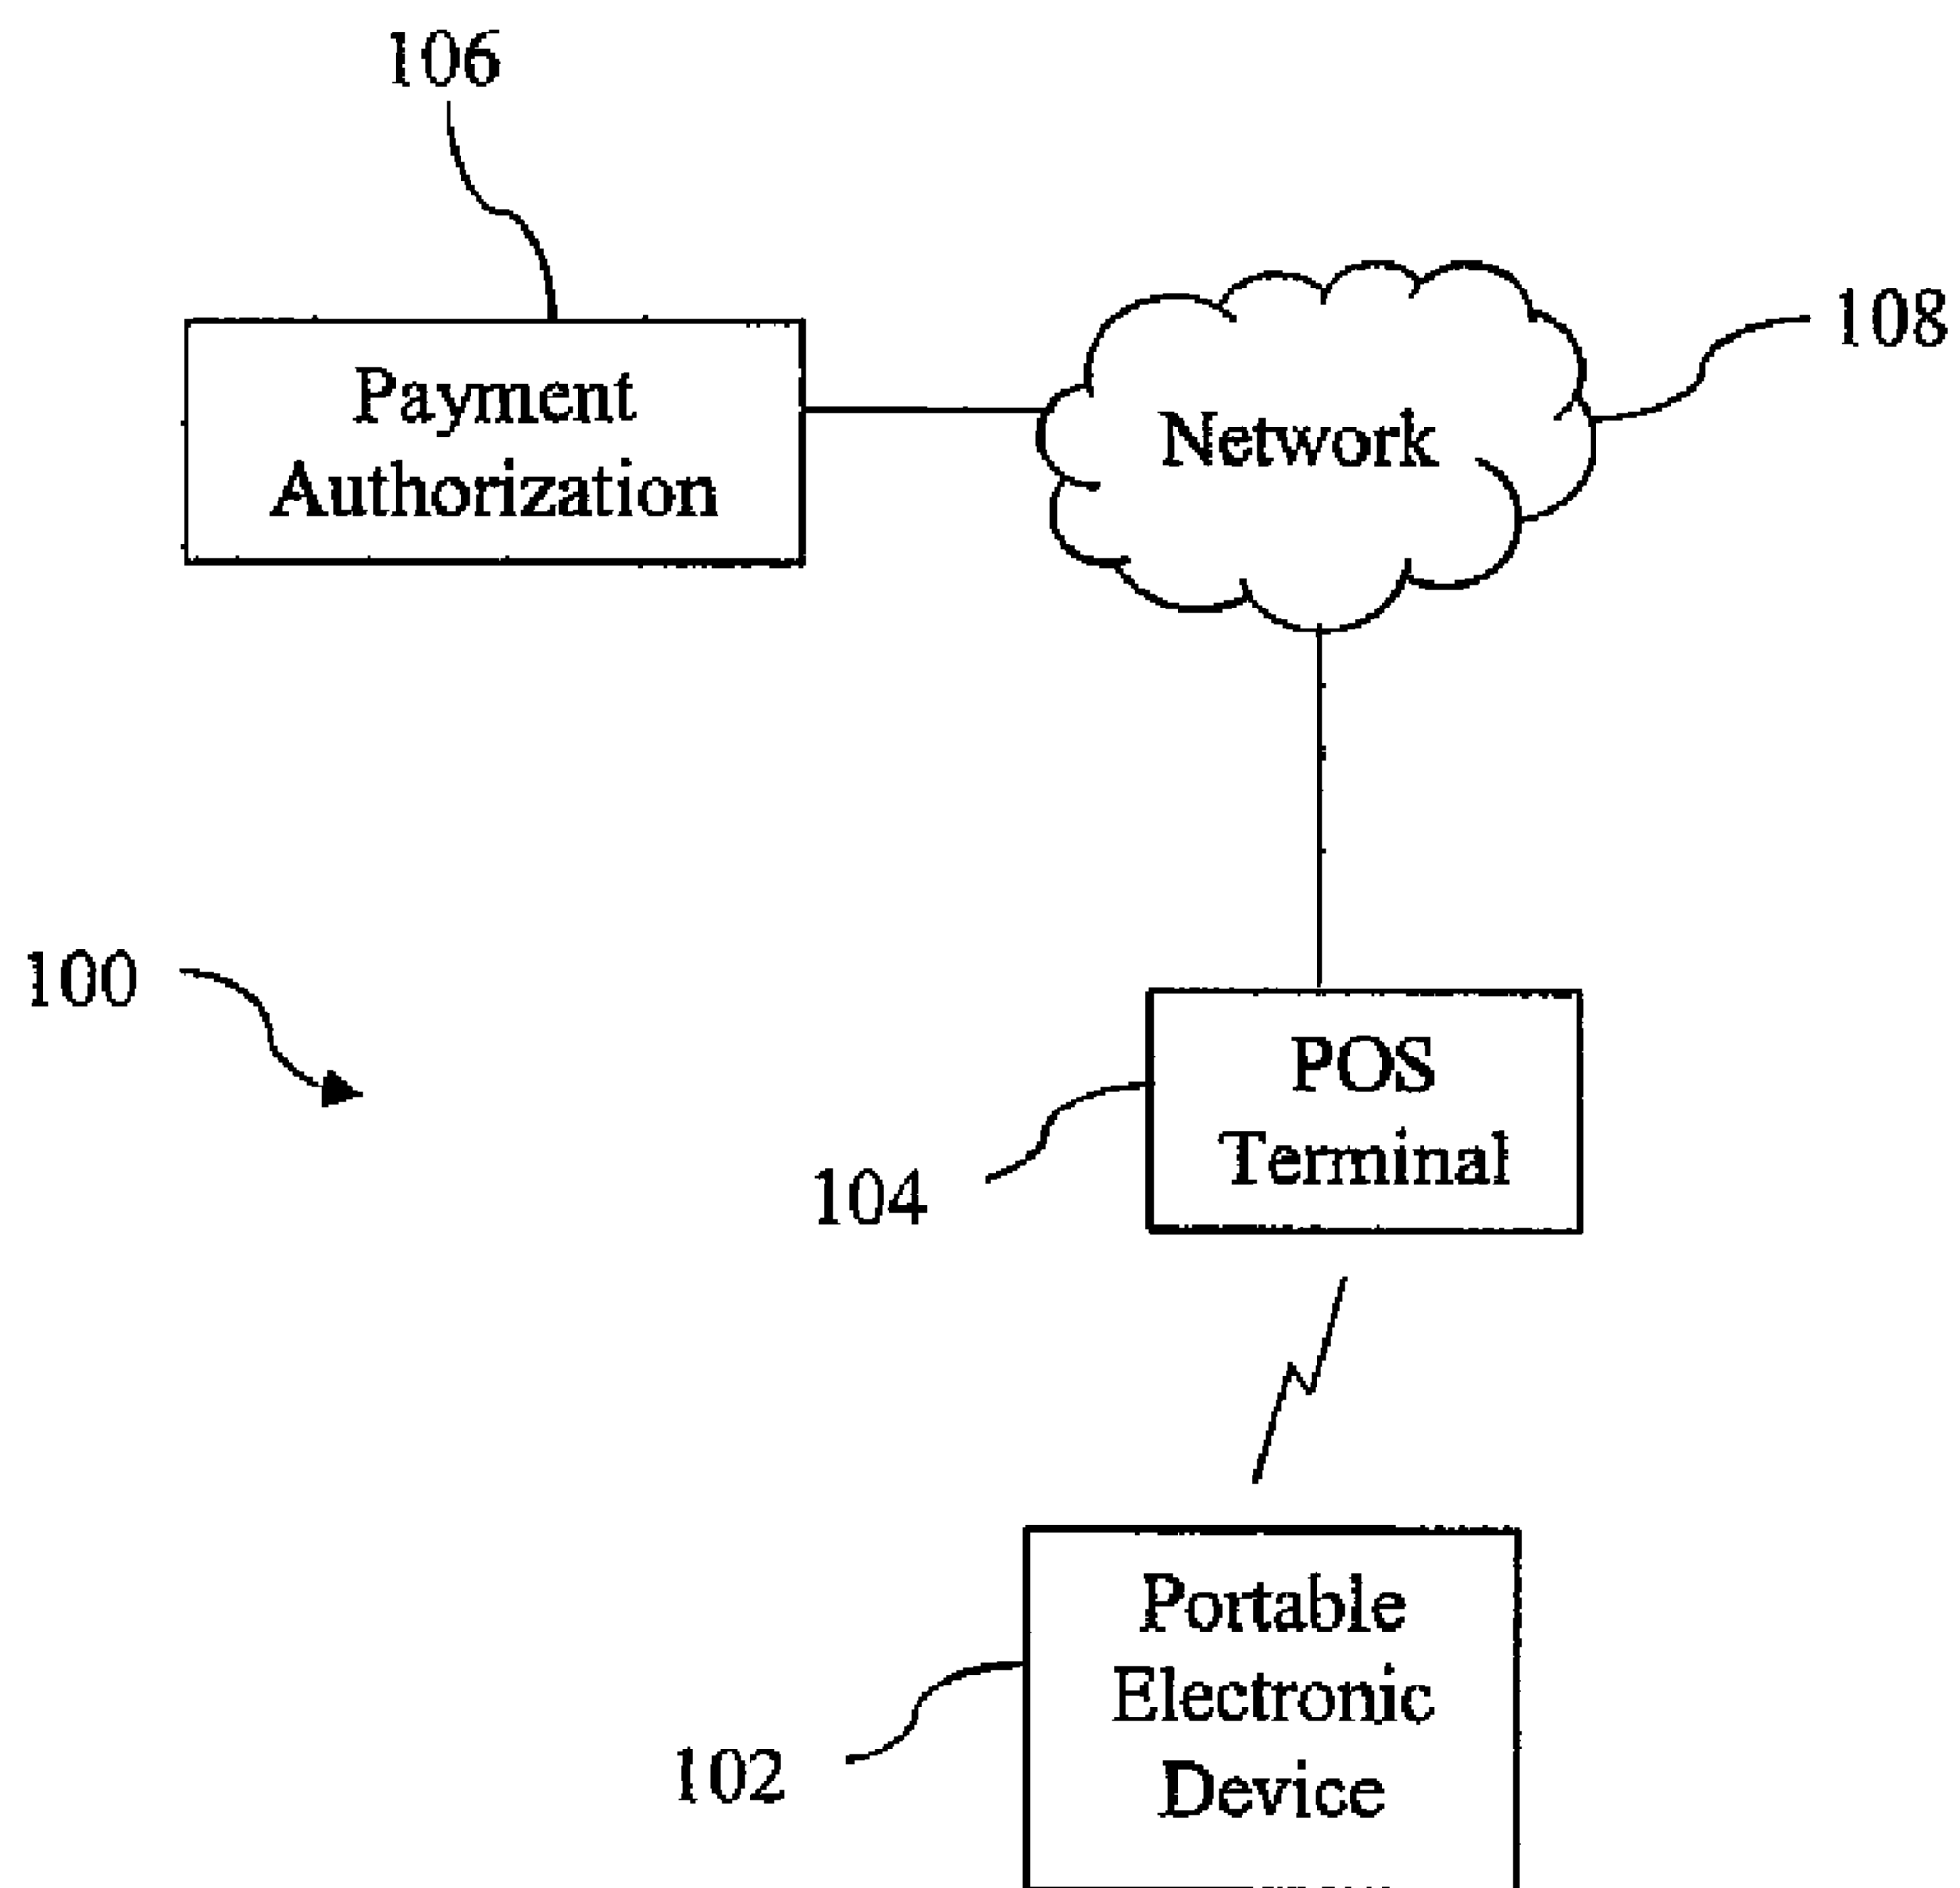 106
108
Payment
Authorization
Network
100
POS
Terminal
104
Portable
Electronic
Device
102